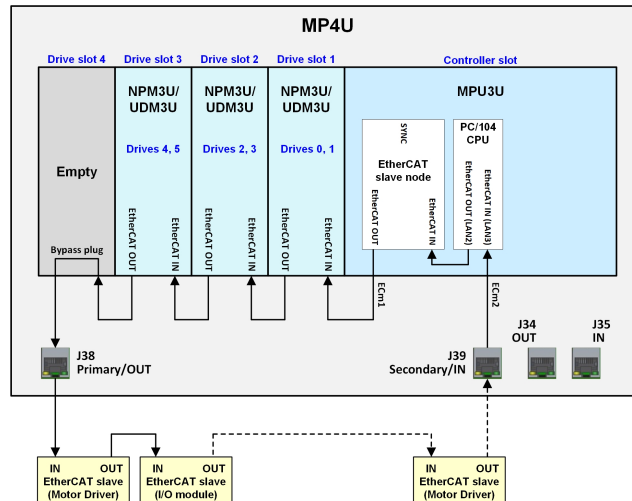 MP4U
Drive slot 4
Drive slot 3
Drive slot 2
Drive slot 1
Controller slot
NPM3U/
UDM3U
NPM3U/
UDM3U
NPM3U/
UDM3U
MPU3U
Drives 4, 5
Drives 2, 3
Drives 0, 1
Empty
SYNC
EtherCAT
slave node
PC/104
CPU
EtherCAT OUT (LAN2)
EtherCAT IN (LAN3)
Bypass plug
EtherCAT OUT
EtherCAT IN
EtherCAT OUT
EtherCAT IN
EtherCAT OUT
EtherCAT IN
EtherCAT OUT
EtherCAT IN
ECm1
ECm2
J38
Primary/OUT
J39
Secondary/IN
J34
OUT
J35
IN
IN OUT
EtherCAT slave
(Motor Driver)
IN OUT
EtherCAT slave
(I/O module)
IN OUT
EtherCAT slave
(Motor Driver)